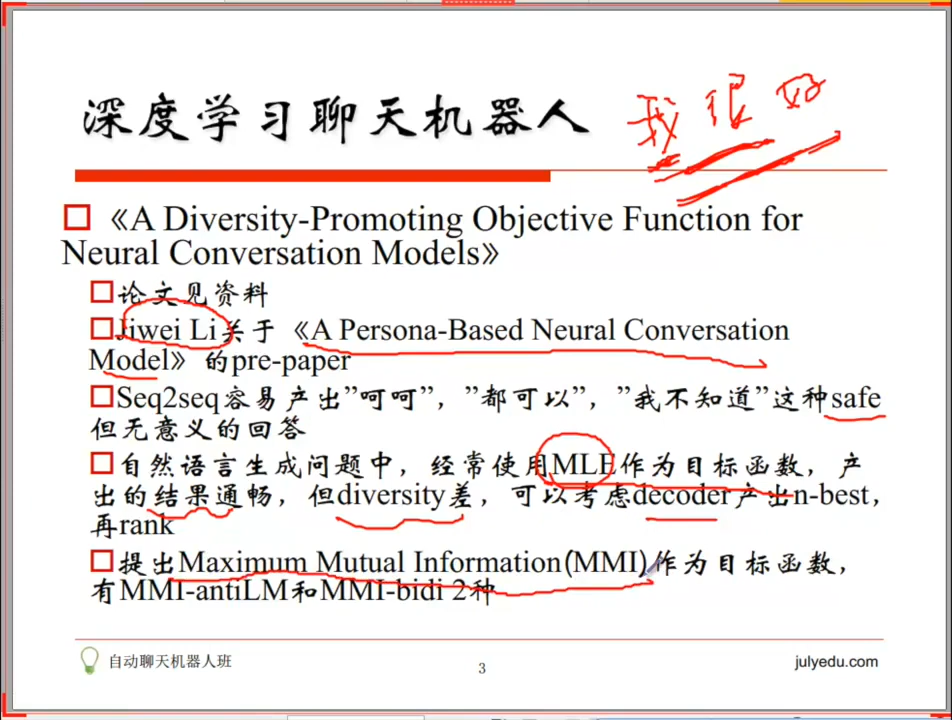 深度学习聊天机器人
我很好
《A Diversity-Promoting Objective Function for
Neural Conversation Models》
论文见资料
Jiwei Li关于《A Persona-Based Neural Conversation
Model》的pre-paper
Seq2seq容易产出”呵呵”，”都可以”，”我不知道”这种safe
但无意义的回答
自然语言生成问题中，经常使用MLE作为目标函数，产
出的结果通畅，但diversity差，可以考虑decoder产出n-best，
再rank
提出Maximum Mutual Information(MMI)作为目标函数，
有MMI-antiLM和MMI-bidi 2种
自动聊天机器人班
3
julyedu.com